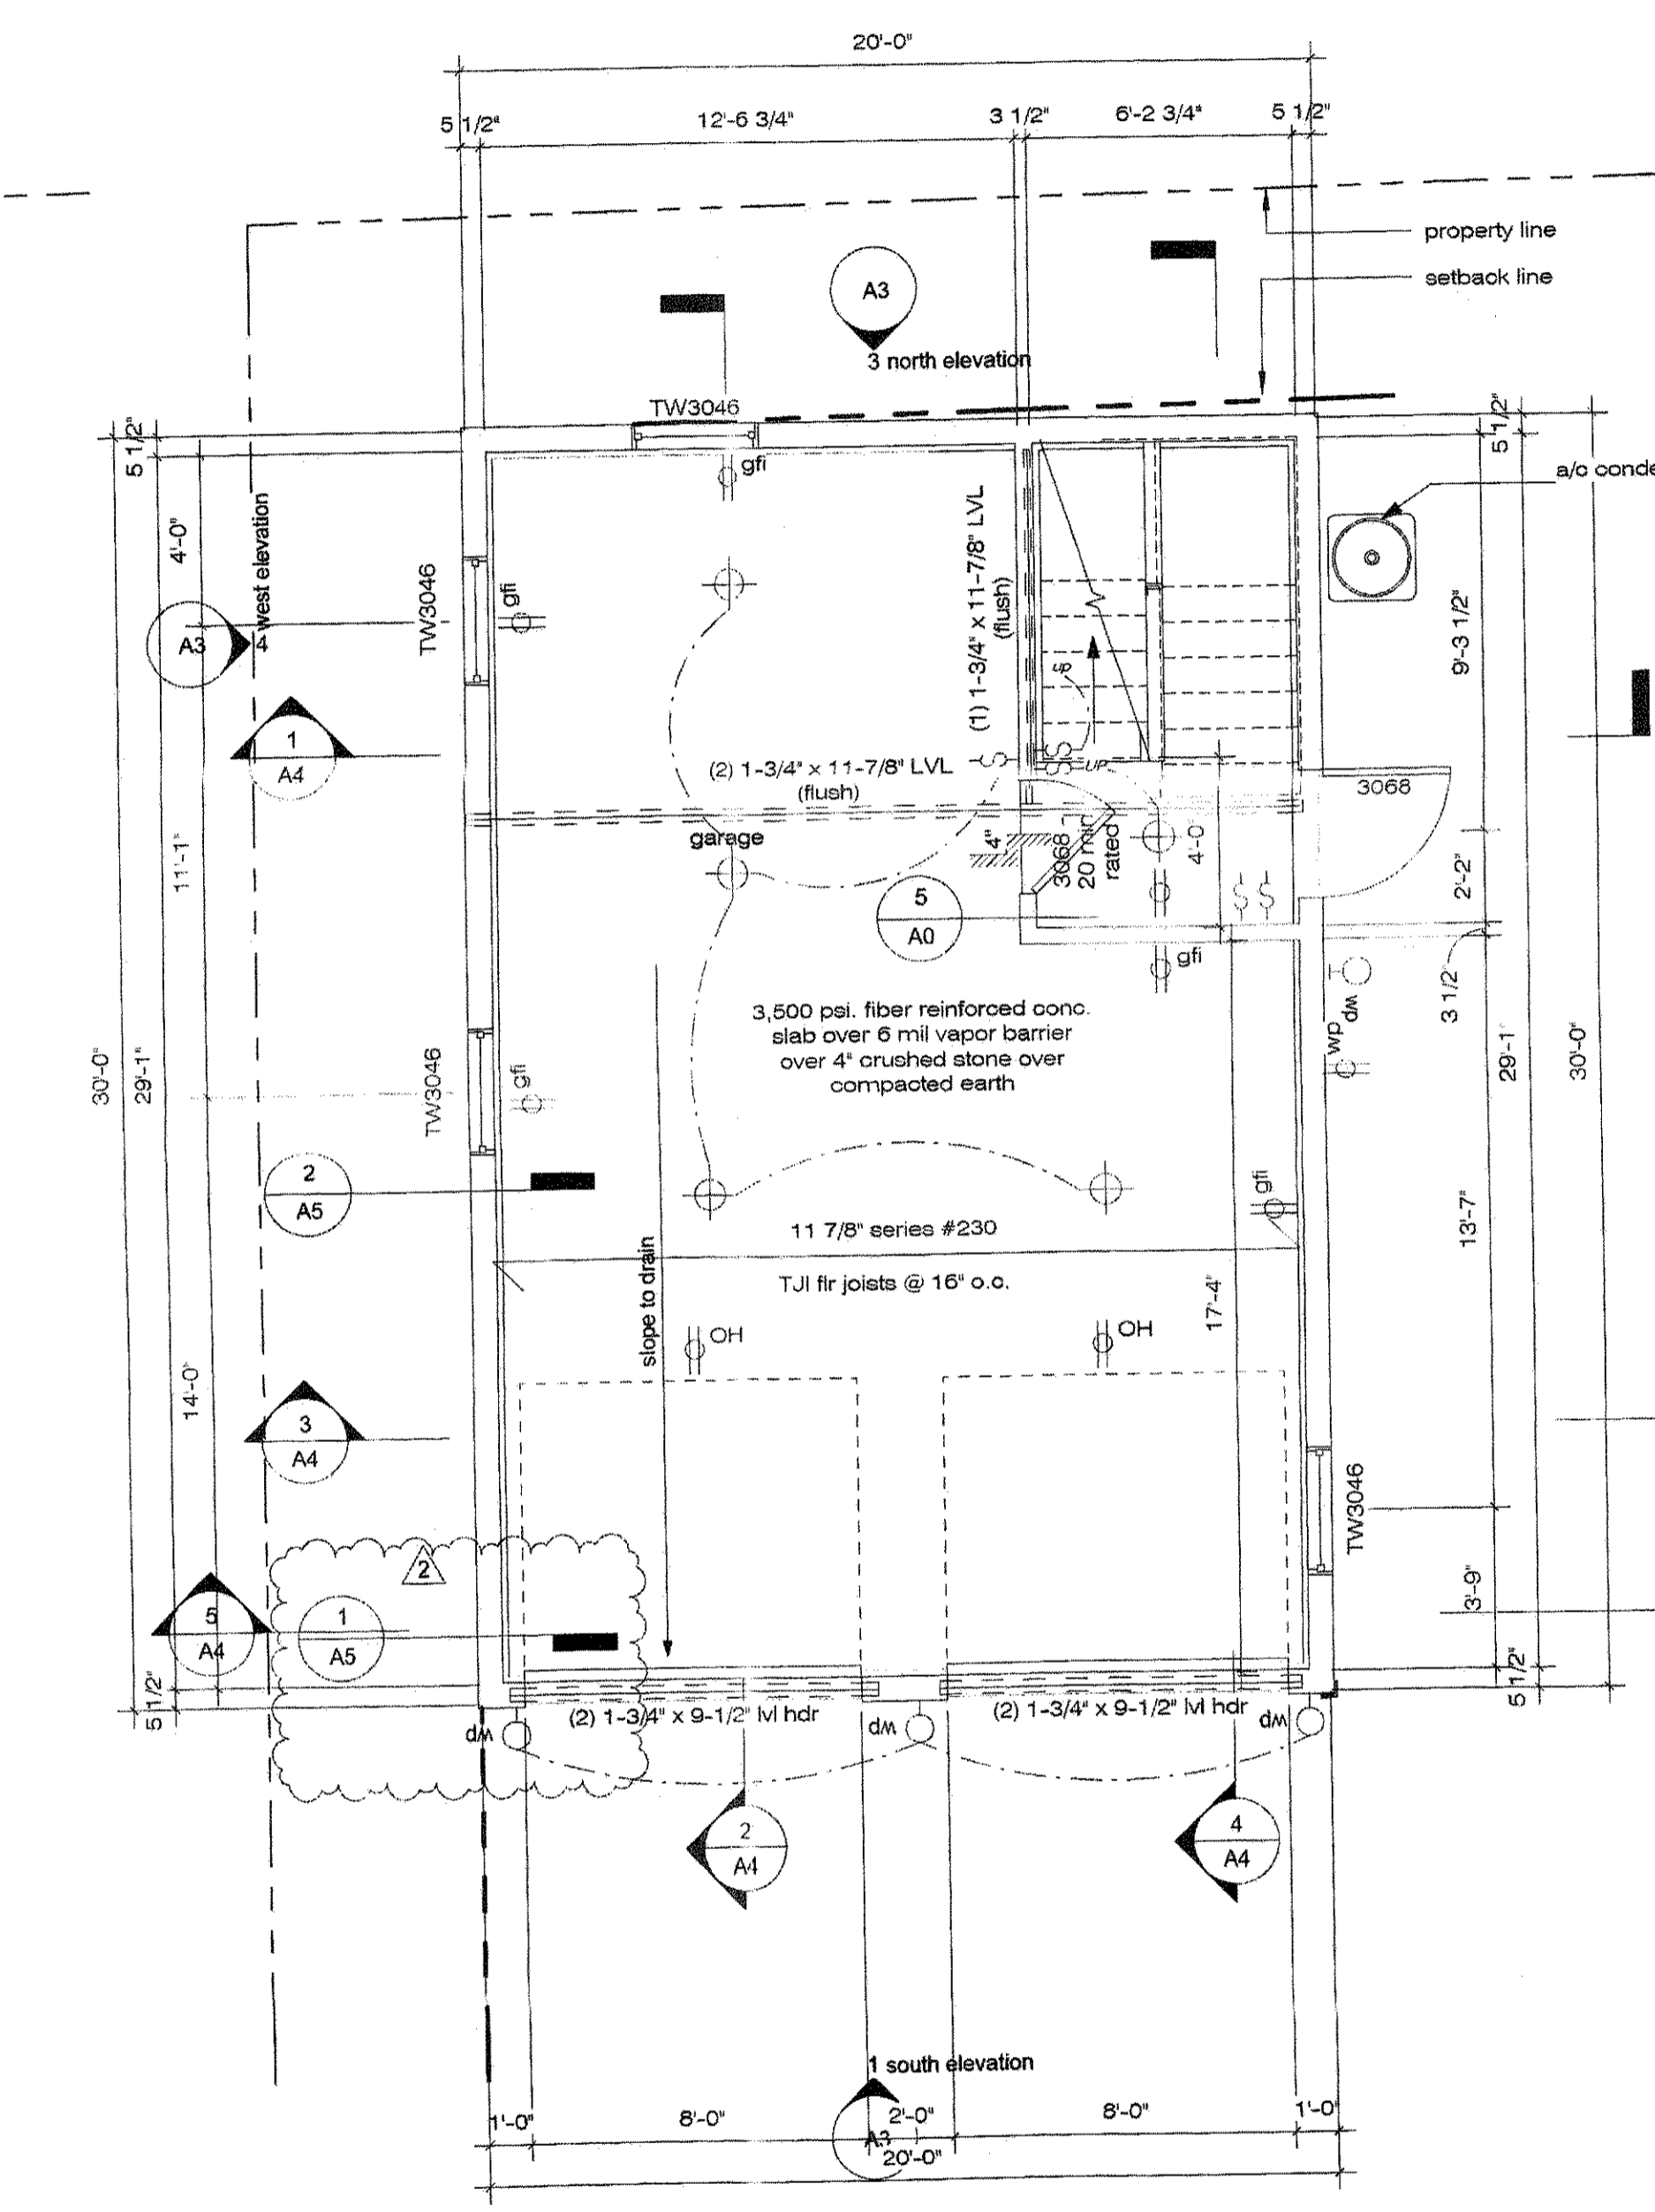 20'-0"
5 1/2"
12'-6 3/4"
3 1/2"
6'-2 3/4"
5 1/2"
property line
setback line
A3
3 north elevation
TW3046
gfi
5 1/2"
4'-0"
4 west elevation
A3
TW3046
gfi
(1) 1-3/4" x 11-7/8" LVL
(flush)
5 1/2"
a/c conde
9'-3 1/2"
1
A4
(2) 1-3/4" x 11-7/8" LVL
(flush)
UP
3068
garage
4"
3068
20 min
rated
4'-0"
2'-2"
11'-1"
5
A0
$ $
gfi
3 1/2"
wp
wp
3,500 psi. fiber reinforced conc.
slab over 6 mil vapor barrier
over 4" crushed stone over
compacted earth
30'-0"
29'-1"
TW3046
gfi
29'-1"
30'-0"
2
A5
gfi
13'-7"
11 7/8" series #230
TJI flr joists @ 16" o.c.
slope to drain
17'-4"
OH
OH
14'-0"
3
A4
TW3046
2
3'-9"
5
A4
1
A5
5 1/2"
5 1/2"
(2) 1-3/4" x 9-1/2" lvl hdr
(2) 1-3/4" x 9-1/2" lvl hdr
wp
wp
wp
2
A4
4
A4
1 south elevation
1'-0"
8'-0"
2'-0"
8'-0"
1'-0"
A3
20'-0"